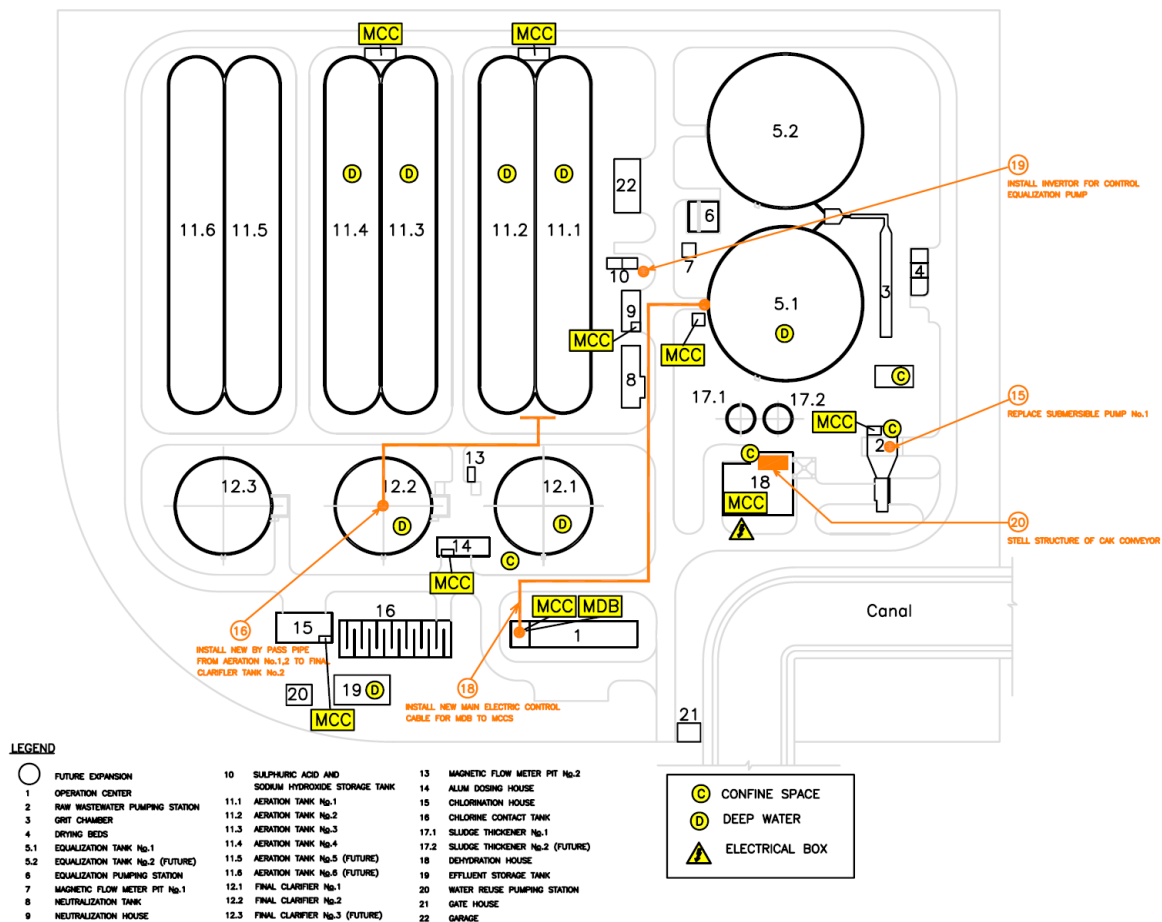 MCC
MCC
5.2
19
INSTALL INVERTOR FOR CONTROL
EQUALIZATION PUMP
D
D
D
D
22
6
11.6
11.5
11.4
11.3
11.2
11.1
7
10
3
4
5.1
9
D
MCC
MCC
8
C
17.1
17.2
15
REPLACE SUBMERSIBLE PUMP No.1
MCC
C
2
C
13
12.3
12.2
12.1
18
MCC
D
D
20
STELL STRUCTURE OF CAK CONVEYOR
14
C
MCC
MCC
MDB
Canal
16
15
1
16
INSTALL NEW BY PASS PIPE
FROM AERATION No.1,2 TO FINAL
CLARIFLER TANK No.2
18
INSTALL NEW MAIN ELECTRIC CONTROL
CABLE FOR MDB TO MCCS
20
19
D
MCC
21
LEGEND
FUTURE EXPANSION
1 OPERATION CENTER
2 RAW WASTEWATER PUMPING STATION
3 GRIT CHAMBER
4 DRYING BEDS
5.1 EQUALIZATION TANK No.1
5.2 EQUALIZATION TANK No.2 (FUTURE)
6 EQUALIZATION PUMPING STATION
7 MAGNETIC FLOW METER PIT No.1
8 NEUTRALIZATION TANK
9 NEUTRALIZATION HOUSE
10 SULPHURIC ACID AND
SODIUM HYDROXIDE STORAGE TANK
11.1 AERATION TANK No.1
11.2 AERATION TANK No.2
11.3 AERATION TANK No.3
11.4 AERATION TANK No.4
11.5 AERATION TANK No.5 (FUTURE)
11.6 AERATION TANK No.6 (FUTURE)
12.1 FINAL CLARIFIER No.1
12.2 FINAL CLARIFIER No.2
12.3 FINAL CLARIFIER No.3 (FUTURE)
13 MAGNETIC FLOW METER PIT No.2
14 ALUM DOSING HOUSE
15 CHLORINATION HOUSE
16 CHLORINE CONTACT TANK
17.1 SLUDGE THICKENER No.1
17.2 SLUDGE THICKENER No.2 (FUTURE)
18 DEHYDRATION HOUSE
19 EFFLUENT STORAGE TANK
20 WATER REUSE PUMPING STATION
21 GATE HOUSE
22 GARAGE
C CONFINE SPACE
D DEEP WATER
ELECTRICAL BOX